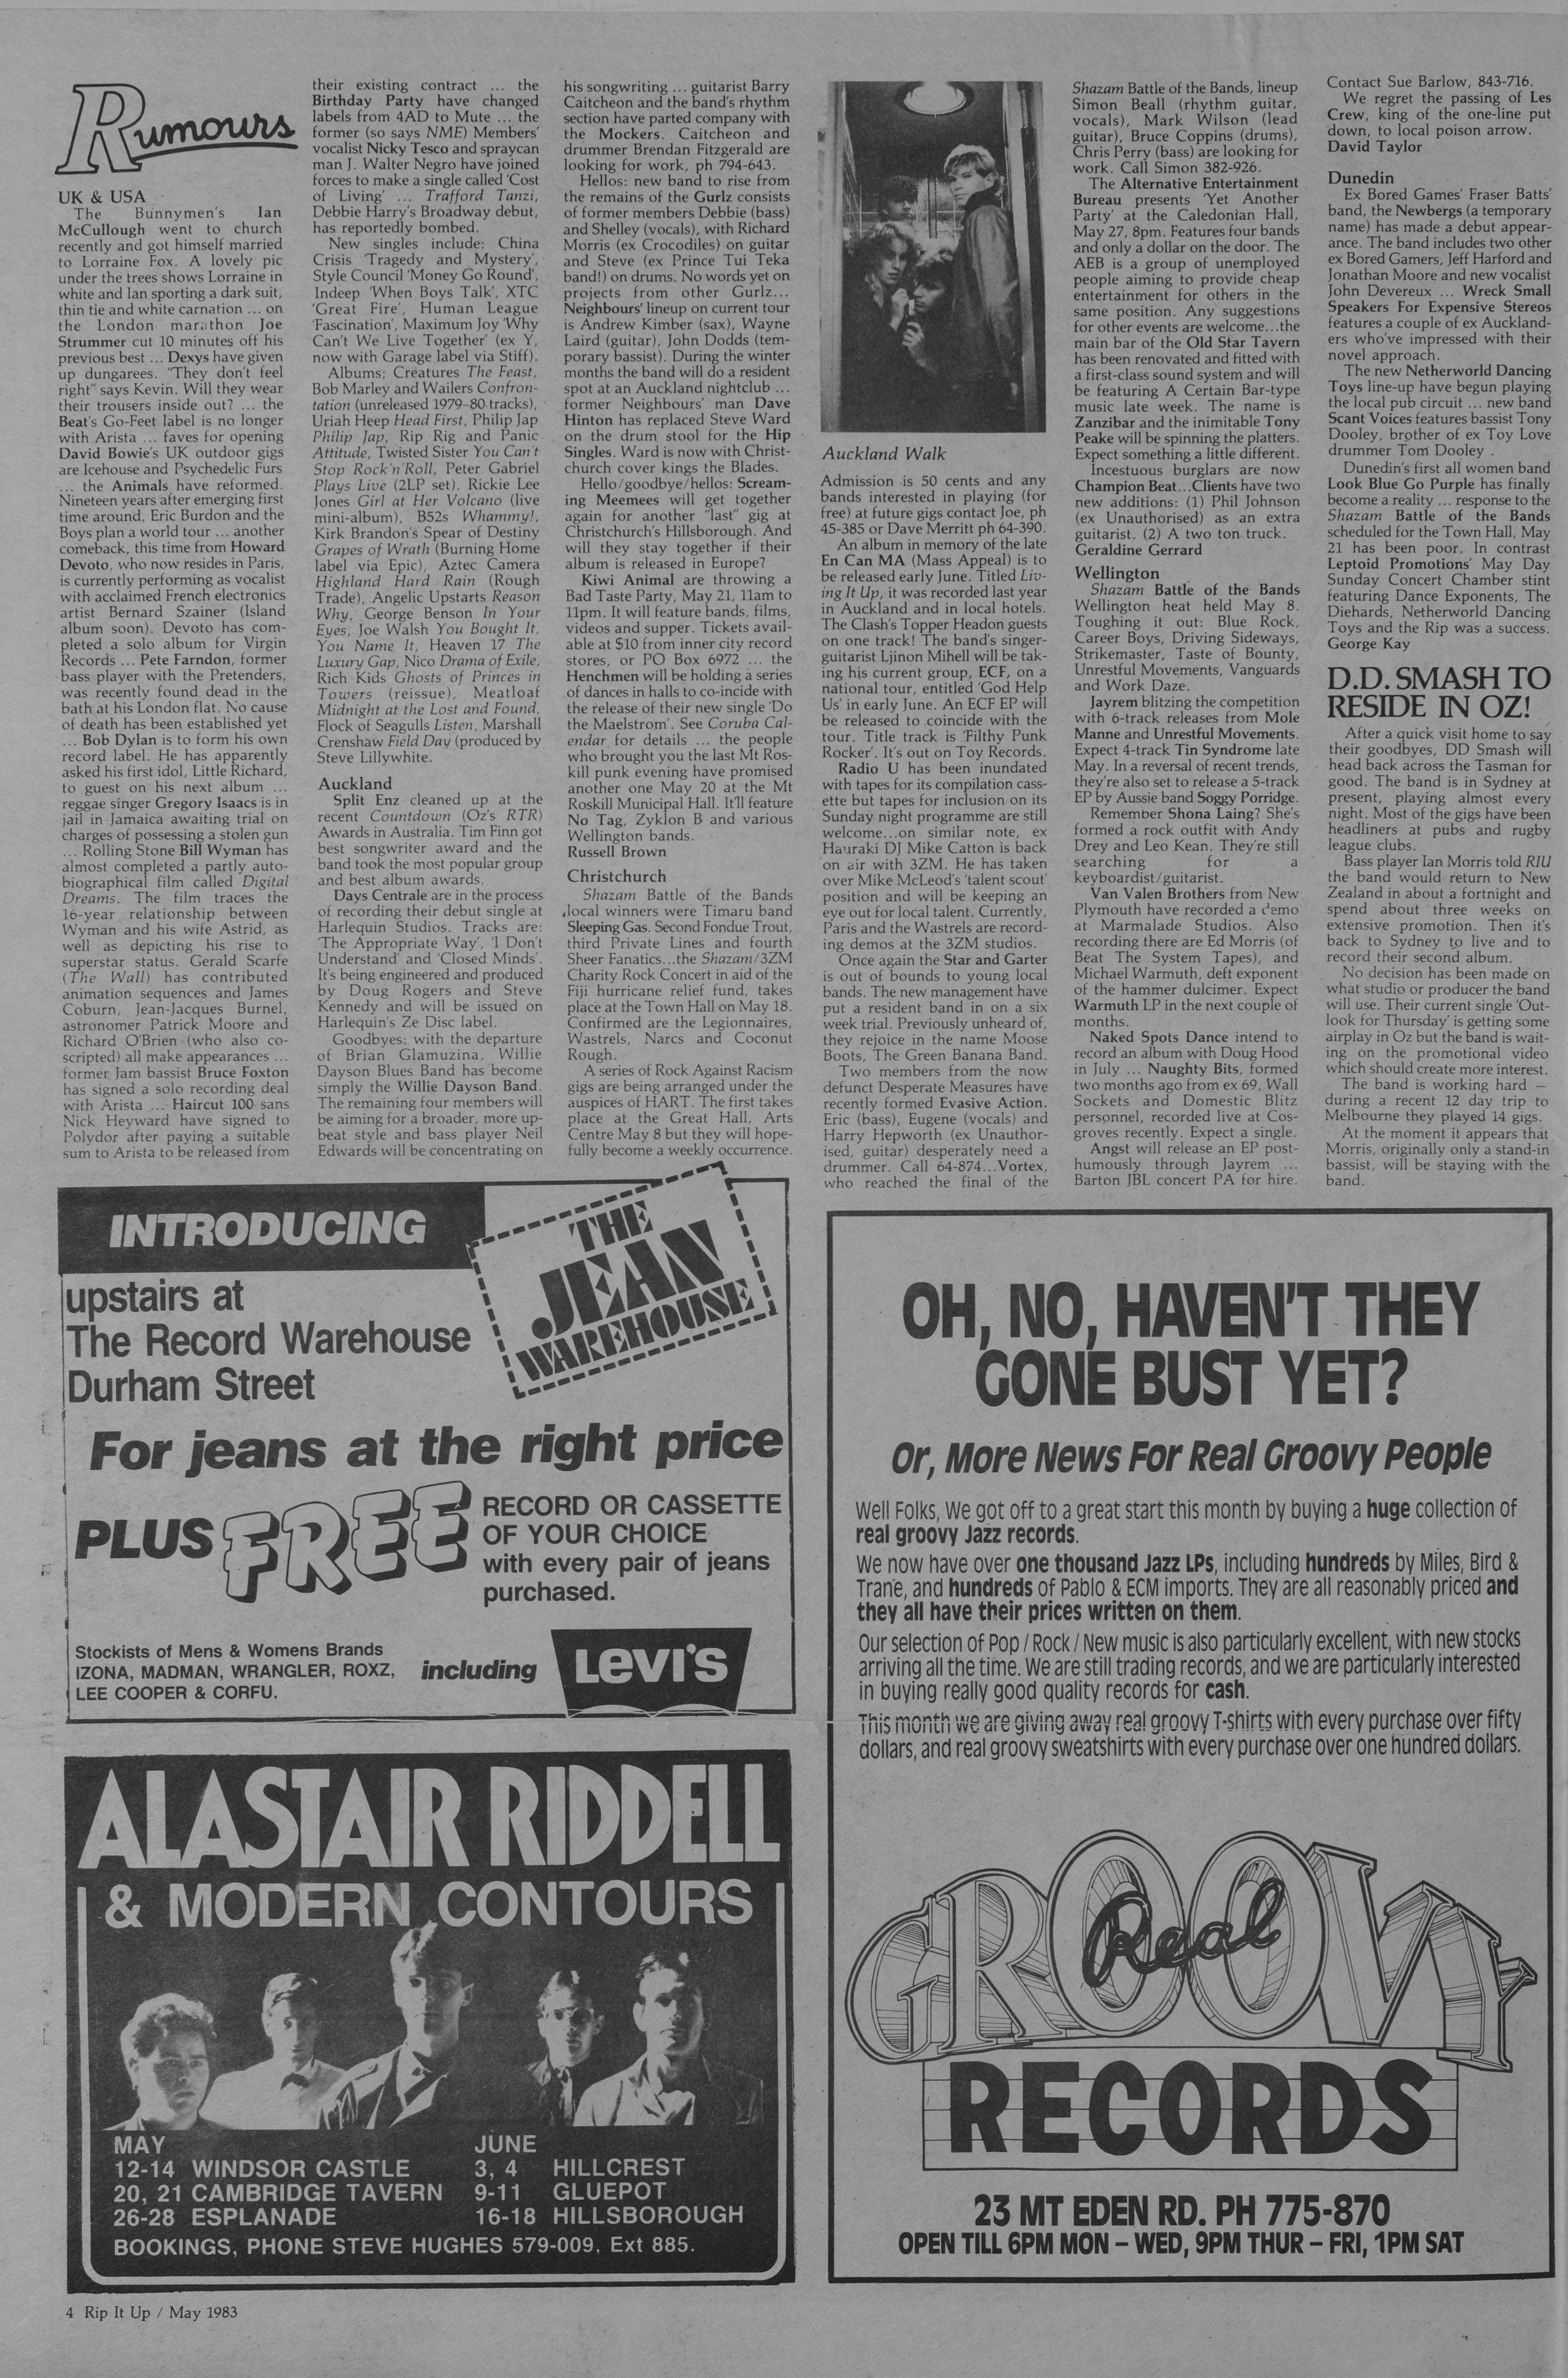 Rumours
UK & USA
The Bunnymen's Ian
McCullough went to church
recently and got himself married
to Lorraine Fox. A lovely pic
under the trees shows Lorraine in
white and Ian sporting a dark suit,
thin tie and white carnation ... on
the London marathon Joe
Strummer cut 10 minutes off his
previous best ... Dexys have given
up dungarees. "They don't feel
right" says Kevin. Will they wear
their trousers inside out? ... the
Beat's Go-Feet label is no longer
with Arista ... faves for opening
David Bowie's UK outdoor gigs
are Icehouse and Psychedelic Furs
... the Animals have reformed.
Nineteen years after emerging first
time around, Eric Burdon and the
Boys plan a world tour ... another
comeback, this time from Howard
Devoto, who now resides in Paris,
is currently performing as vocalist
with acclaimed French electronics
artist Bernard Szainer (Island
album soon). Devoto has com-
pleted a solo album for Virgin
Records ... Pete Farndon, former
bass player with the Pretenders,
was recently found dead in the
bath at his London flat. No cause
of death has been established yet
... Bob Dylan is to form his own
record label. He has apparently
asked his first idol, Little Richard,
to guest on his next album ...
reggae singer Gregory Isaacs is in
jail in Jamaica awaiting trial on
charges of possessing a stolen gun
... Rolling Stone Bill Wyman has
almost completed a partly auto-
biographical film called Digital
Dreams. The film traces the
16-year relationship between
Wyman and his wife Astrid, as
well as depicting his rise to
superstar status. Gerald Scarfe
(The Wall) has contributed
animation sequences and James
Coburn, Jean-Jacques Burnel,
astronomer Patrick Moore and
Richard O'Brien (who also co-
scripted) all make appearances ...
former Jam bassist Bruce Foxton
has signed a solo recording deal
with Arista ... Haircut 100 sans
Nick Heyward have signed to
Polydor after paying a suitable
sum to Arista to be released from
their existing contract ... the
Birthday Party have changed
labels from 4AD to Mute ... the
former (so says NME) Members'
vocalist Nicky Tesco and spraycan
man J. Walter Negro have joined
forces to make a single called 'Cost
of Living' ... Trafford Tanzi,
Debbie Harry's Broadway debut,
has reportedly bombed.
New singles include: China
Crisis 'Tragedy and Mystery',
Style Council 'Money Go Round',
Indeep 'When Boys Talk', XTC
'Great Fire', Human League
'Fascination', Maximum Joy 'Why
Can't We Live Together' (ex Y,
now with Garage label via Stiff).
Albums; Creatures The Feast,
Bob Marley and Wailers Confron-
tation (unreleased 1979-80 tracks),
Uriah Heep Head First, Philip Jap
Philip Jap, Rip Rig and Panic
Attitude, Twisted Sister You Can't
Stop Rock'n'Roll, Peter Gabriel
Plays Live (2LP set). Rickie Lee
Jones Girl at Her Volcano (live
mini-album), B52s Whammy!,
Kirk Brandon's Spear of Destiny
Grapes of Wrath (Burning Home
label via Epic), Aztec Camera
Highland Hard Rain (Rough
Trade), Angelic Upstarts Reason
Why, George Benson In Your
Eyes, Joe Walsh You Bought It,
You Name It, Heaven 17 The
Luxury Gap, Nico Drama of Exile,
Rich Kids Ghosts of Princes in
Towers (reissue), Meatloaf
Midnight at the Lost and Found,
Flock of Seagulls Listen, Marshall
Crenshaw Field Day (produced by
Steve Lillywhite.
Auckland
Split Enz cleaned up at the
recent Countdown (Oz's RTR)
Awards in Australia. Tim Finn got
best songwriter award and the
band took the most popular group
and best album awards.
Days Centrale are in the process
of recording their debut single at
Harlequin Studios. Tracks are:
'The Appropriate Way', 'I Don't
Understand' and 'Closed Minds'.
It's being engineered and produced
by Doug Rogers and Steve
Kennedy and will be issued on
Harlequin's Ze Disc label.
Goodbyes: with the departure
of Brian Glamuzina, Willie
Dayson Blues Band has become
simply the Willie Dayson Band.
The remaining four members will
be aiming for a broader, more up-
beat style and bass player Neil
Edwards will be concentrating on
his songwriting ... guitarist Barry
Caitcheon and the band's rhythm
section have parted company with
the Mockers. Caitcheon and
drummer Brendan Fitzgerald are
looking for work, ph 794-643.
Hellos: new band to rise from
the remains of the Gurlz consists
of former members Debbie (bass)
and Shelley (vocals), with Richard
Morris (ex Crocodiles) on guitar
and Steve (ex Prince Tui Teka
band!) on drums. No words yet on
projects from other Gurlz...
Neighbours' lineup on current tour
is Andrew Kimber (sax), Wayne
Laird (guitar), John Dodds (tem-
porary bassist). During the winter
months the band will do a resident
spot at an Auckland nightclub ...
former Neighbours' man Dave
Hinton has replaced Steve Ward
on the drum stool for the Hip
Singles. Ward is now with Christ-
church cover kings the Blades.
Hello/goodbye/hellos: Scream-
ing Meemees will get together
again for another "last" gig at
Christchurch's Hillsborough. And
will they stay together if their
album is released in Europe?
Kiwi Animal are throwing a
Bad Taste Party, May 21, 11am to
11pm. It will feature bands, films,
videos and supper. Tickets avail-
able at $10 from inner city record
stores, or PO Box 6972 ... the
Henchmen will be holding a series
of dances in halls to co-incide with
the release of their new single 'Do
the Maelstrom'. See Coruba Cal-
endar for details ... the people
who brought you the last Mt Ros-
kill punk evening have promised
another one May 20 at the Mt
Roskill Municipal Hall. It'll feature
No Tag, Zyklon B and various
Wellington bands.
Russell Brown
Christchurch
Shazam Battle of the Bands
local winners were Timaru band
Sleeping Gas. Second Fondue Trout,
third Private Lines and fourth
Sheer Fanatics...the Shazam/3ZM
Charity Rock Concert in aid of the
Fiji hurricane relief fund, takes
place at the Town Hall on May 18.
Confirmed are the Legionnaires,
Wastrels, Narcs and Coconut
Rough.
A series of Rock Against Racism
gigs are being arranged under the
auspices of HART. The first takes
place at the Great Hall, Arts
Centre May 8 but they will hope-
fully become a weekly occurrence.
Auckland Walk
Admission is 50 cents and any
bands interested in playing (for
free) at future gigs contact Joe, ph
45-385 or Dave Merritt ph 64-390.
An album in memory of the late
En Can MA (Mass Appeal) is to
be released early June. Titled Liv-
ing It Up, it was recorded last year
in Auckland and in local hotels.
The Clash's Topper Headon guests
on one track! The band's singer-
guitarist Ljinon Mihell will be tak-
ing his current group, ECF, on a
national tour, entitled 'God Help
Us' in early June. An ECF EP will
be released to coincide with the
tour. Title track is 'Filthy Punk
Rocker'. It's out on Toy Records.
Radio U has been inundated
with tapes for its compilation cass-
ette but tapes for inclusion on its
Sunday night programme are still
welcome...on similar note, ex
Hauraki DJ Mike Catton is back
on air with 3ZM. He has taken
over Mike McLeod's 'talent scout'
position and will be keeping an
eye out for local talent. Currently,
Paris and the Wastrels are record-
ing demos at the 3ZM studios.
Once again the Star and Garter
is out of bounds to young local
bands. The new management have
put a resident band in on a six
week trial. Previously unheard of,
they rejoice in the name Moose
Boots, The Green Banana Band.
Two members from the now
defunct Desperate Measures have
recently formed Evasive Action.
Eric (bass), Eugene (vocals) and
Harry Hepworth (ex Unauthor-
ised, guitar) desperately need a
drummer. Call 64-874...Vortex,
who reached the final of the
Shazam Battle of the Bands, lineup
Simon Beall (rhythm guitar,
vocals), Mark Wilson (lead
guitar), Bruce Coppins (drums),
Chris Perry (bass) are looking for
work. Call Simon 382-926.
The Alternative Entertainment
Bureau presents 'Yet Another
Party' at the Caledonian Hall,
May 27, 8pm. Features four bands
and only a dollar on the door. The
AEB is a group of unemployed
people aiming to provide cheap
entertainment for others in the
same position. Any suggestions
for other events are welcome...the
main bar of the Old Star Tavern
has been renovated and fitted with
a first-class sound system and will
be featuring A Certain Bar-type
music late week. The name is
Zanzibar and the inimitable Tony
Peake will be spinning the platters.
Expect something a little different.
Incestuous burglars are now
Champion Beat...Clients have two
new additions: (1) Phil Johnson
(ex Unauthorised) as an extra
guitarist. (2) A two ton truck.
Geraldine Gerrard
Wellington
Shazam Battle of the Bands
Wellington heat held May 8.
Toughing it out: Blue Rock,
Career Boys, Driving Sideways,
Strikemaster, Taste of Bounty,
Unrestful Movements, Vanguards
and Work Daze.
Jayrem blitzing the competition
with 6-track releases from Mole
Manne and Unrestful Movements.
Expect 4-track Tin Syndrome late
May. In a reversal of recent trends,
they're also set to release a 5-track
EP by Aussie band Soggy Porridge.
Remember Shona Laing? She's
formed a rock outfit with Andy
Drey and Leo Kean. They're still
searching for a
keyboardist/guitarist.
Van Valen Brothers from New
Plymouth have recorded a demo
at Marmalade Studios. Also
recording there are Ed Morris (of
Beat The System Tapes), and
Michael Warmuth, deft exponent
of the hammer dulcimer. Expect
Warmuth LP in the next couple of
months.
Naked Spots Dance intend to
record an album with Doug Hood
in July ... Naughty Bits, formed
two months ago from ex 69, Wall
Sockets and Domestic Blitz
personnel, recorded live at Cos-
groves recently. Expect a single.
Angst will release an EP post-
humously through Jayrem ...
Barton JBL concert PA for hire.
Contact Sue Barlow, 843-716.
We regret the passing of Les
Crew, king of the one-line put
down, to local poison arrow.
David Taylor
Dunedin
Ex Bored Games' Fraser Batts'
band, the Newbergs (a temporary
name) has made a debut appear-
ance. The band includes two other
ex Bored Gamers, Jeff Harford and
Jonathan Moore and new vocalist
John Devereux ... Wreck Small
Speakers For Expensive Stereos
features a couple of ex Auckland-
ers who've impressed with their
novel approach.
The new Netherworld Dancing
Toys line-up have begun playing
the local pub circuit ... new band
Scant Voices features bassist Tony
Dooley, brother of ex Toy Love
drummer Tom Dooley .
Dunedin's first all women band
Look Blue Go Purple has finally
become a reality ... response to the
Shazam Battle of the Bands
scheduled for the Town Hall, May
21 has been poor. In contrast
Leptoid Promotions' May Day
Sunday Concert Chamber stint
featuring Dance Exponents, The
Diehards, Netherworld Dancing
Toys and the Rip was a success.
George Kay
D.D. SMASH TO
RESIDE IN OZ!
After a quick visit home to say
their goodbyes, DD Smash will
head back across the Tasman for
good. The band is in Sydney at
present, playing almost every
night. Most of the gigs have been
headliners at pubs and rugby
league clubs.
Bass player Ian Morris told RIU
the band would return to New
Zealand in about a fortnight and
spend about three weeks on
extensive promotion. Then it's
back to Sydney to live and to
record their second album.
No decision has been made on
what studio or producer the band
will use. Their current single 'Out-
look for Thursday' is getting some
airplay in Oz but the band is wait-
ing on the promotional video
which should create more interest.
The band is working hard —
during a recent 12 day trip to
Melbourne they played 14 gigs.
At the moment it appears that
Morris, originally only a stand-in
bassist, will be staying with the
band.
INTRODUCING
THE
JEAN
WAREHOUSE
upstairs at
The Record Warehouse
Durham Street
For jeans at the right price
PLUS FREE
RECORD OR CASSETTE
OF YOUR CHOICE
with every pair of jeans
purchased.
Stockists of Mens & Womens Brands
IZONA, MADMAN, WRANGLER, ROXZ,
LEE COOPER & CORFU.
including Levi's
ALASTAIR RIDDELL
& MODERN CONTOURS
MAY
12-14 WINDSOR CASTLE
20, 21 CAMBRIDGE TAVERN
26-28 ESPLANADE
JUNE
3, 4 HILLCREST
9-11 GLUEPOT
16-18 HILLSBOROUGH
BOOKINGS, PHONE STEVE HUGHES 579-009, Ext 885.
OH, NO, HAVEN'T THEY
GONE BUST YET?
Or, More News For Real Groovy People
Well Folks, We got off to a great start this month by buying a huge collection of
real groovy Jazz records.
We now have over one thousand Jazz LPs, including hundreds by Miles, Bird &
Trane, and hundreds of Pablo & ECM imports. They are all reasonably priced and
they all have their prices written on them.
Our selection of Pop / Rock / New music is also particularly excellent, with new stocks
arriving all the time. We are still trading records, and we are particularly interested
in buying really good quality records for cash.
This month we are giving away real groovy T-shirts with every purchase over fifty
dollars, and real groovy sweatshirts with every purchase over one hundred dollars.
Real
GROOVY
RECORDS
23 MT EDEN RD. PH 775-870
OPEN TILL 6PM MON – WED, 9PM THUR – FRI, 1PM SAT
4 Rip It Up / May 1983